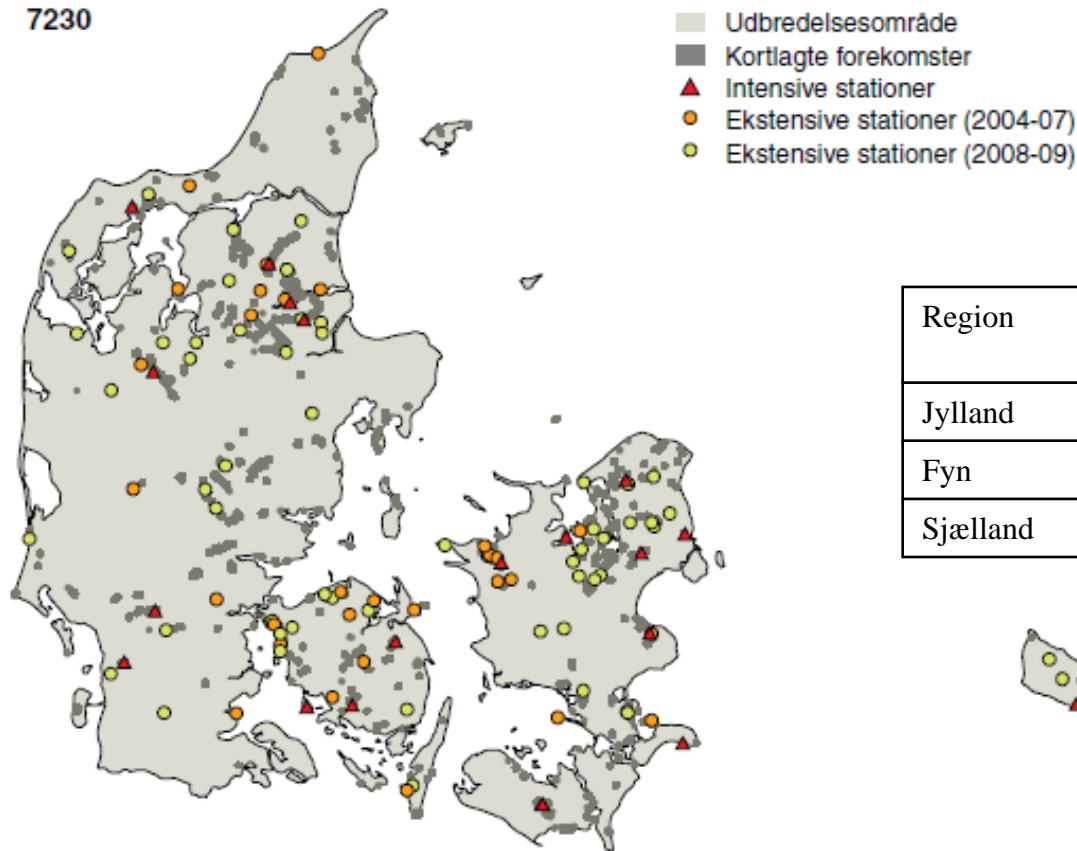 7230
Udbredelsesområde
Kortlagte forekomster
Intensive stationer
Ekstensive stationer (2004-07)
Ekstensive stationer (2008-09)
Region
Jylland
Fyn
Sjælland